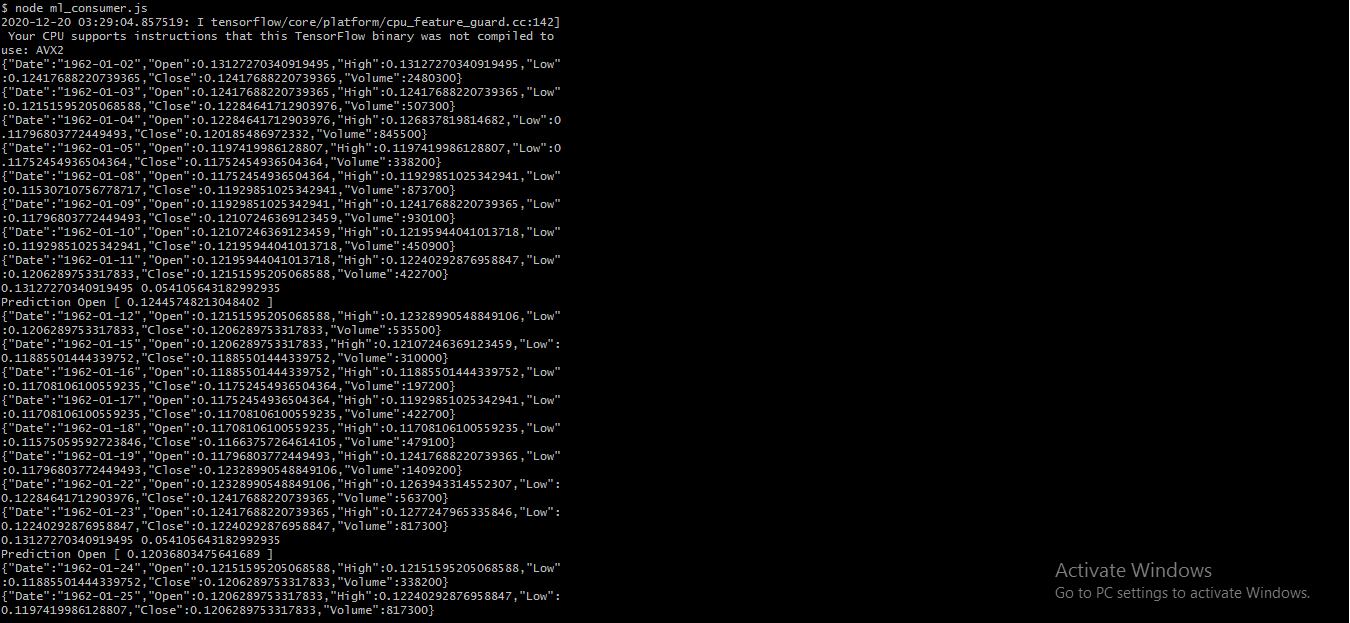 $ node ml_consumer.js
2020-12-20 03:29:04.857519: I tensorflow/core/platform/cpu_feature_guard.cc:142]
 Your CPU supports instructions that this TensorFlow binary was not compiled to
use: AVX2
{"Date":"1962-01-02","Open":0.13127270340919495,"High":0.13127270340919495,"Low"
:0.12417688220739365,"Close":0.12417688220739365,"Volume":2480300}
{"Date":"1962-01-03","Open":0.12417688220739365,"High":0.12417688220739365,"Low"
:0.12151595205068588,"Close":0.12284641712903976,"Volume":507300}
{"Date":"1962-01-04","Open":0.12284641712903976,"High":0.126837819814682,"Low":0
.11796803772449493,"Close":0.120185486972332,"Volume":845500}
{"Date":"1962-01-05","Open":0.1197419986128807,"High":0.1197419986128807,"Low":0
.11752454936504364,"Close":0.11752454936504364,"Volume":338200}
{"Date":"1962-01-08","Open":0.11752454936504364,"High":0.11929851025342941,"Low"
:0.11530710756778717,"Close":0.11929851025342941,"Volume":873700}
{"Date":"1962-01-09","Open":0.11929851025342941,"High":0.12417688220739365,"Low"
:0.11796803772449493,"Close":0.12107246369123459,"Volume":930100}
{"Date":"1962-01-10","Open":0.12107246369123459,"High":0.12195944041013718,"Low"
:0.11929851025342941,"Close":0.12195944041013718,"Volume":450900}
{"Date":"1962-01-11","Open":0.12195944041013718,"High":0.12240292876958847,"Low"
:0.1206289753317833,"Close":0.12151595205068588,"Volume":422700}
0.13127270340919495 0.054105643182992935
Prediction Open [ 0.12445748213048402 ]
{"Date":"1962-01-12","Open":0.12151595205068588,"High":0.12328990548849106,"Low"
:0.1206289753317833,"Close":0.1206289753317833,"Volume":535500}
{"Date":"1962-01-15","Open":0.1206289753317833,"High":0.12107246369123459,"Low":
0.11885501444339752,"Close":0.11885501444339752,"Volume":310000}
{"Date":"1962-01-16","Open":0.11885501444339752,"High":0.11885501444339752,"Low"
:0.11708106100559235,"Close":0.11752454936504364,"Volume":197200}
{"Date":"1962-01-17","Open":0.11752454936504364,"High":0.11929851025342941,"Low"
:0.11708106100559235,"Close":0.11708106100559235,"Volume":422700}
{"Date":"1962-01-18","Open":0.11708106100559235,"High":0.11708106100559235,"Low"
:0.11575059592723846,"Close":0.11663757264614105,"Volume":479100}
{"Date":"1962-01-19","Open":0.11796803772449493,"High":0.12417688220739365,"Low"
:0.11796803772449493,"Close":0.12328990548849106,"Volume":1409200}
{"Date":"1962-01-22","Open":0.12328990548849106,"High":0.1263943314552307,"Low":
0.12284641712903976,"Close":0.12417688220739365,"Volume":563700}
{"Date":"1962-01-23","Open":0.12417688220739365,"High":0.1277247965335846,"Low":
0.12240292876958847,"Close":0.12240292876958847,"Volume":817300}
0.13127270340919495 0.054105643182992935
Prediction Open [ 0.12036803475641689 ]
{"Date":"1962-01-24","Open":0.12151595205068588,"High":0.12151595205068588,"Low"
:0.11885501444339752,"Close":0.1206289753317833,"Volume":338200}
{"Date":"1962-01-25","Open":0.1206289753317833,"High":0.12240292876958847,"Low":
0.1197419986128807,"Close":0.1206289753317833,"Volume":817300}
Activate Windows
Go to PC settings to activate Windows.